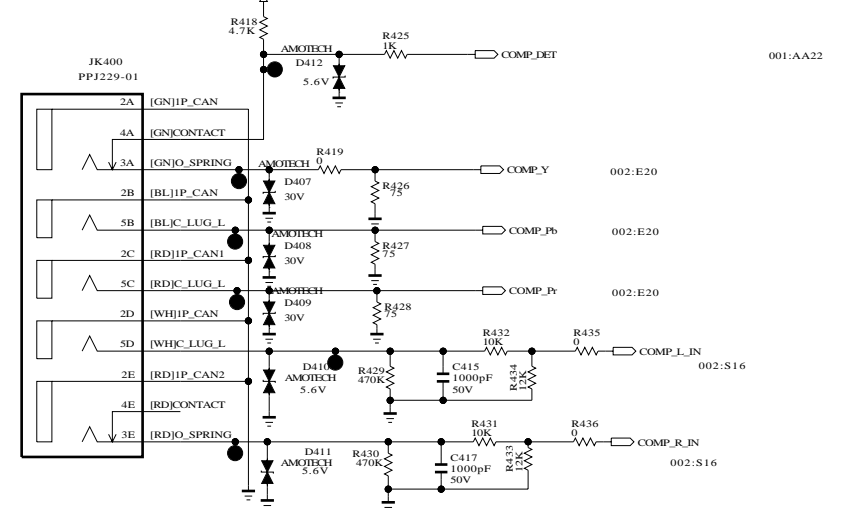 R418
4.7K
R425
1K
AMOTECH
D412
5.6V
COMP_DET
001:AA22
JK400
PPJ229-01
2A [GN]1P_CAN
4A [GN]CONTACT
3A [GN]O_SPRING
AMOTECH
R419
0
COMP_Y
002:E20
D407
30V
R426
75
2B [BL]1P_CAN
5B [BL]C_LUG_L
AMOTECH
COMP_Pb
002:E20
D408
30V
R427
75
2C [RD]1P_CAN1
5C [RD]C_LUG_L
AMOTECH
COMP_Pr
002:E20
D409
30V
R428
75
2D [WH]1P_CAN
5D [WH]C_LUG_L
R432
10K
R435
0
COMP_L_IN
002:S16
D410
AMOTECH
5.6V
R429
470K
C415
1000pF
50V
R434
12K
2E [RD]1P_CAN2
4E [RD]CONTACT
3E [RD]O_SPRING
R431
10K
R436
0
COMP_R_IN
002:S16
D411
AMOTECH
5.6V
R430
470K
C417
1000pF
50V
R433
12K